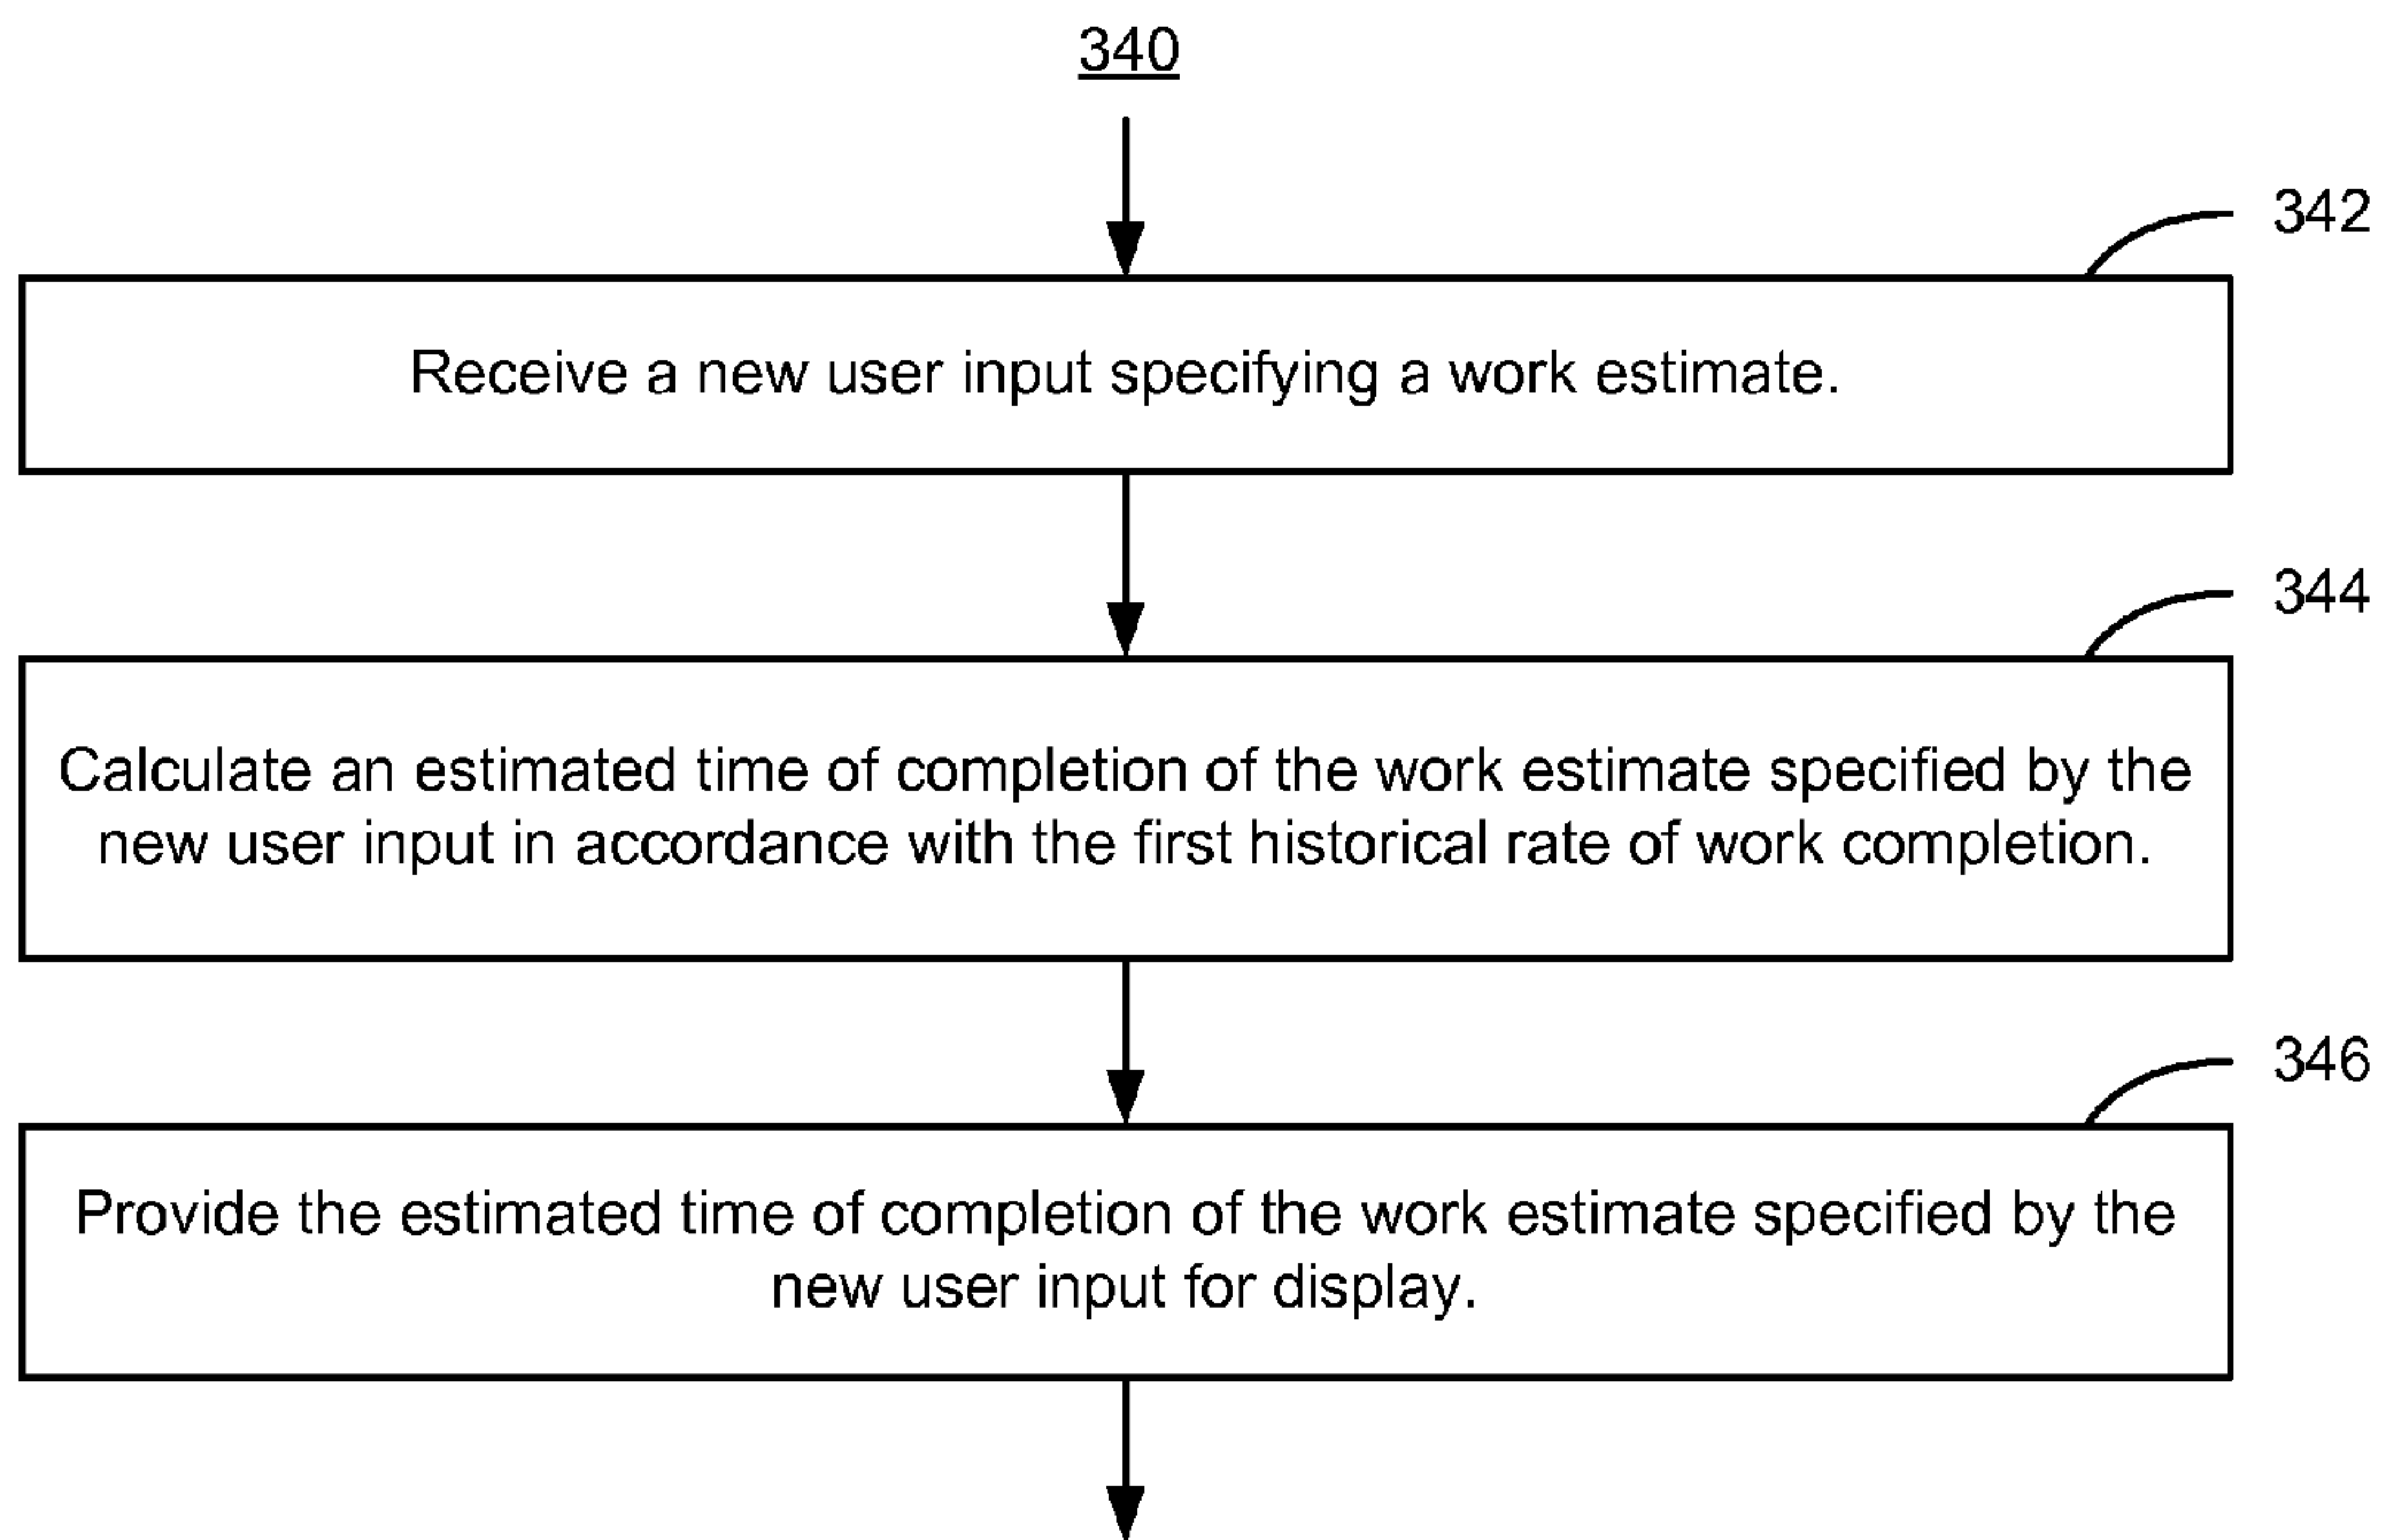 340
342
Receive a new user input specifying a work estimate.
344
Calculate an estimated time of completion of the work estimate specified by the
new user input in accordance with the first historical rate of work completion.
346
Provide the estimated time of completion of the work estimate specified by the
new user input for display.